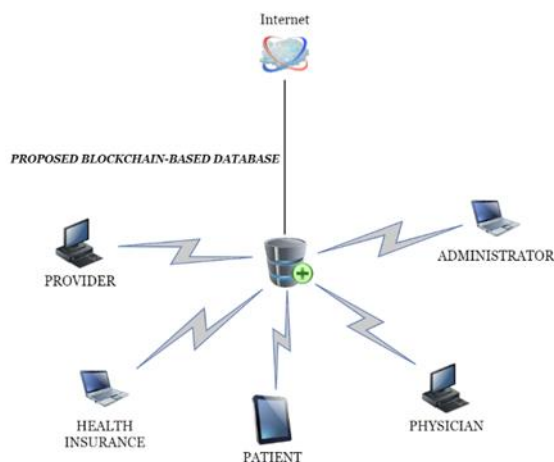 Internet
PROPOSED BLOCKCHAIN-BASED DATABASE
ADMINISTRATOR
PROVIDER
HEALTH
INSURANCE
PATIENT
PHYSICIAN